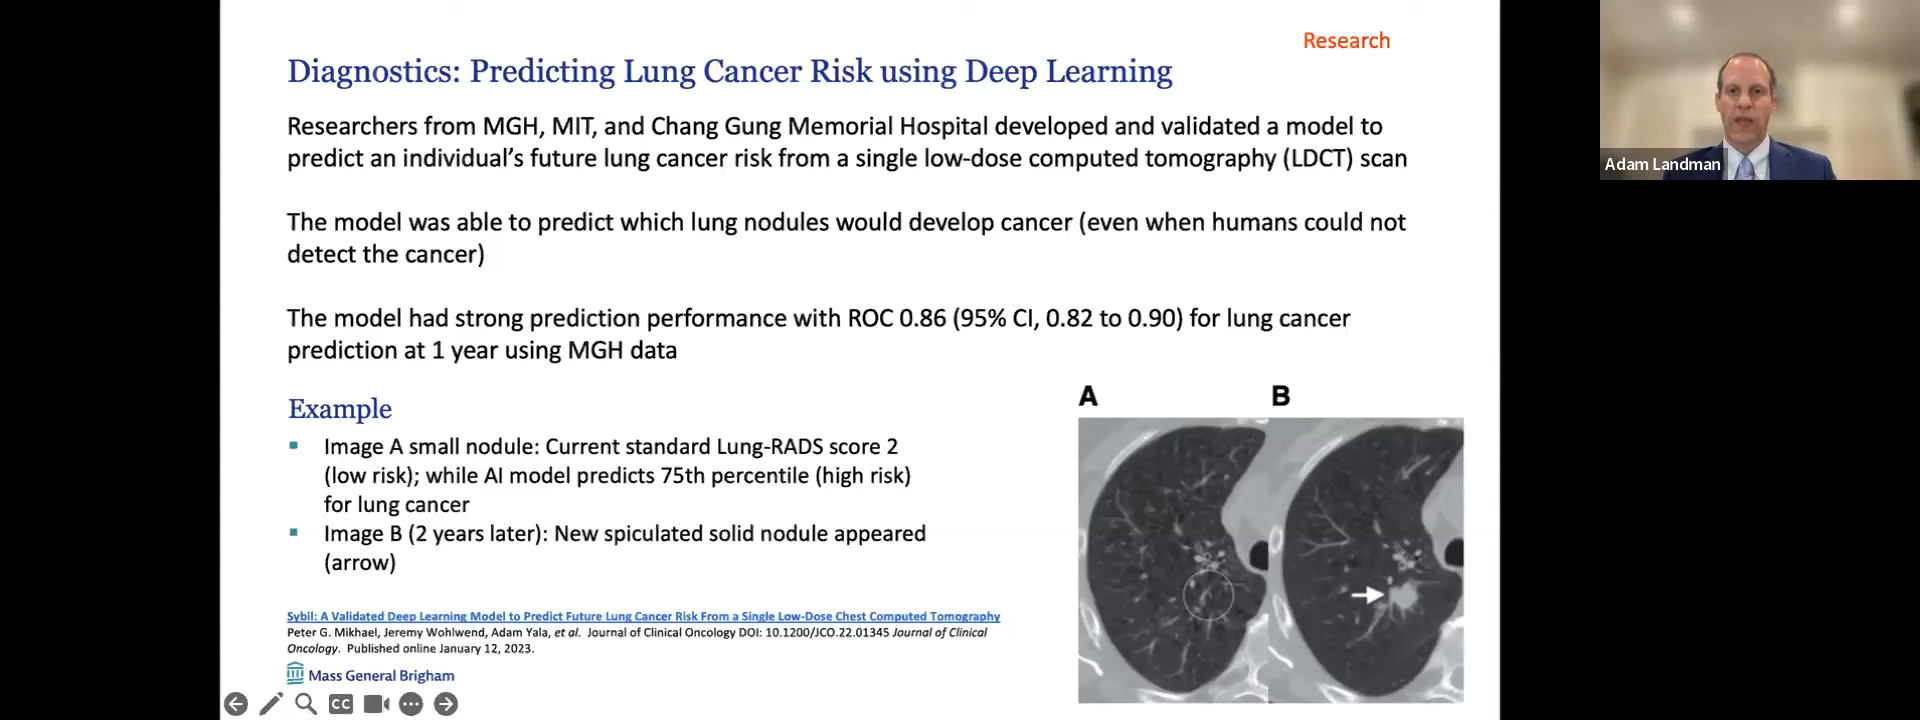 Research
Diagnostics: Predicting Lung Cancer Risk using Deep Learning
Researchers from MGH, MIT, and Chang Gung Memorial Hospital developed and validated a model to
predict an individual's future lung cancer risk from a single low-dose computed tomography (LDCT) scan
The model was able to predict which lung nodules would develop cancer (even when humans could not
detect the cancer)
The model had strong prediction performance with ROC 0.86 (95% CI, 0.82 to 0.90) for lung cancer
prediction at 1 year using MGH data
Example
Image A small nodule: Current standard Lung-RADS score 2
(low risk); while AI model predicts 75th percentile (high risk)
for lung cancer
Image B (2 years later): New spiculated solid nodule appeared
(arrow)
A B
Sybil: A Validated Deep Learning Model to Predict Future Lung Cancer Risk From a Single Low-Dose Chest Computed Tomography
Peter G. Mikhael, Jeremy Wohlwend, Adam Yala, et al. Journal of Clinical Oncology DOI: 10.1200/JCO.22.01345 Journal of Clinical
Oncology. Published online January 12, 2023.
Mass General Brigham
CC
Adam Landman